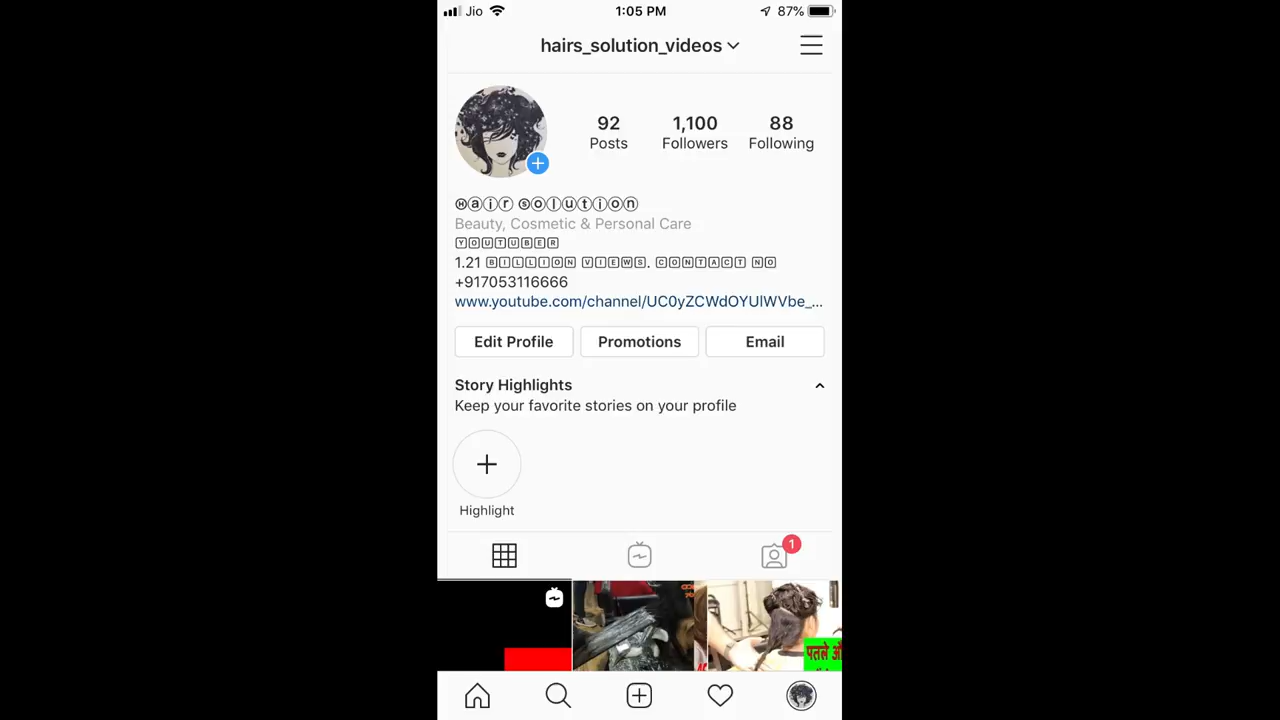 Jio 1:05 PM 87%
hairs_solution_videos
92 1,100 88
Posts Followers Following
Ⓗⓐⓘⓡ ⓢⓞⓛⓤⓣⓘⓞⓝ
Beauty, Cosmetic & Personal Care
🅈🄾🅄🅃🅄🄱🄴🅁
1.21 🄱🄸🄻🄻🄸🄾🄽 🅅🄸🄴🅆🅂. 🄲🄾🄽🅃🄰🄲🅃 🄽🄾
+917053116666
www.youtube.com/channel/UC0yZCWdOYUlWVbe_...
Edit Profile Promotions Email
Story Highlights
Keep your favorite stories on your profile
Highlight
1
पतले